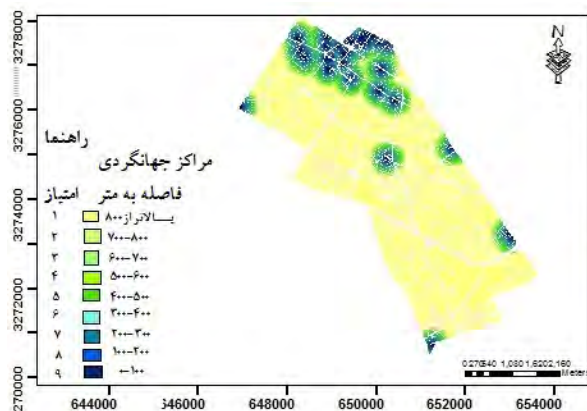 راهنما
مراکز جهانگردی
امتیاز فاصله به متر
۱ بالاتراز ۸۰۰
۲ ۷۰۰-۸۰۰
۳ ۶۰۰-۷۰۰
۴ ۵۰۰-۶۰۰
۵ ۴۰۰-۵۰۰
۶ ۳۰۰-۴۰۰
۷ ۲۰۰-۳۰۰
۸ ۱۰۰-۲۰۰
۹ ۰-۱۰۰
3278000
3276000
3274000
3272000
3270000
N
Meters
644000 646000 648000 650000 652000 654000